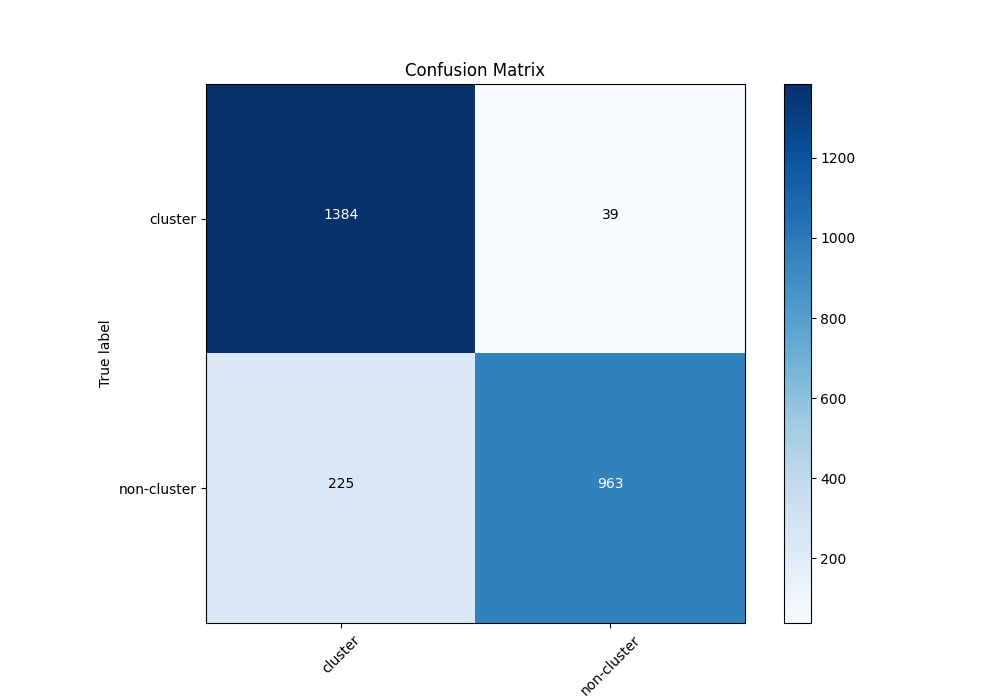 Confusion Matrix
cluster
1384
39
non-cluster
225
963
True label
cluster
non-cluster
1200
1000
800
600
400
200